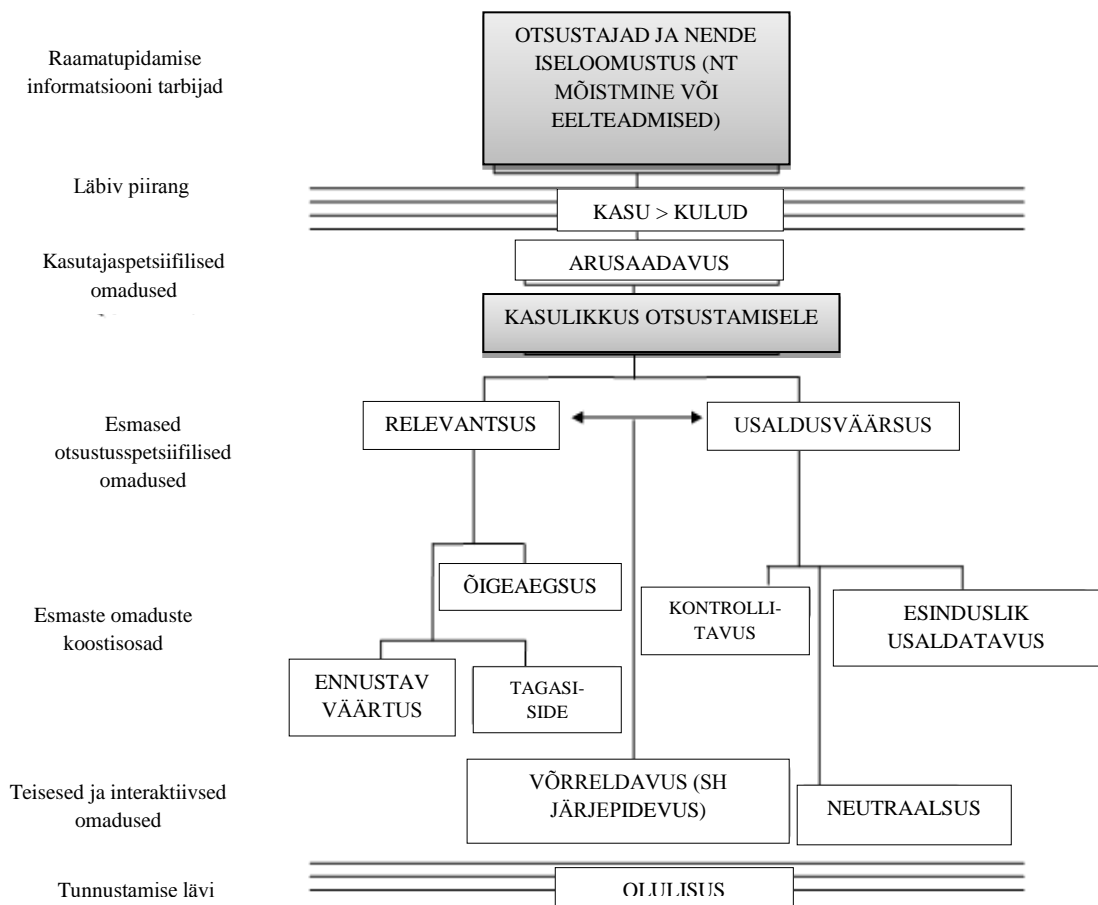 Raamatupidamise
informatsiooni tarbijad
OTSUSTAJAD JA NENDE
ISELOOMUSTUS (NT
MÕISTMINE VÕI
EELTEADMISED)
Läbiv piirang
KASU > KULUD
Kasutajaspetsiifilised
omadused
ARUSAADAVUS
KASULIKKUS OTSUSTAMISELE
Esmased
otsustusspetsiifilised
omadused
RELEVANTSUS
USALDUSVÄÄRSUS
Esmaste omaduste
koostisosad
ÕIGEAEGSUS
KONTROLLI-
TAVUS
ESINDUSLIK
USALDATAVUS
ENNUSTAV
VÄÄRTUS
TAGASI-
SIDE
Teisesed ja interaktiivsed
omadused
VÕRRELDAVUS (SH
JÄRJEPIDEVUS)
NEUTRAALSUS
Tunnustamise lävi
OLULISUS